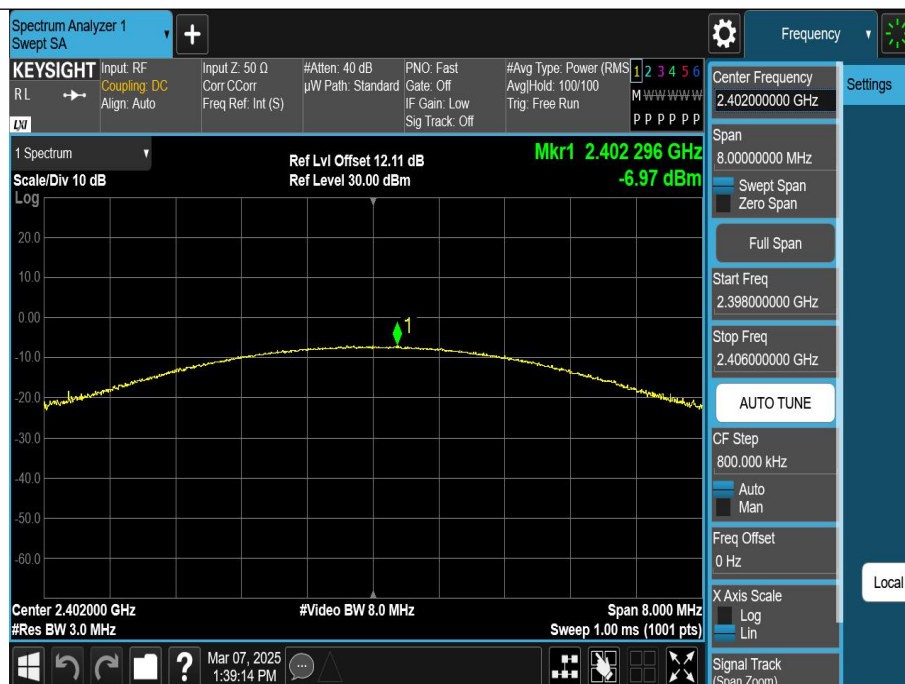 Spectrum Analyzer 1
Swept SA
+
Frequency
KEYSIGHT
RL
LXI
Input: RF
Coupling: DC
Align: Auto
Input Z: 50 Ω
Corr CCorr
Freq Ref: Int (S)
#Atten: 40 dB
µW Path: Standard
PNO: Fast
Gate: Off
IF Gain: Low
Sig Track: Off
#Avg Type: Power (RMS
Avg|Hold: 100/100
Trig: Free Run
1 2 3 4 5 6
M W W W W W
P P P P P P
1 Spectrum
Scale/Div 10 dB
Log
Ref Lvl Offset 12.11 dB
Ref Level 30.00 dBm
Mkr1 2.402 296 GHz
-6.97 dBm
20.0
10.0
0.00
-10.0
-20.0
-30.0
-40.0
-50.0
-60.0
1
Center 2.402000 GHz
#Res BW 3.0 MHz
#Video BW 8.0 MHz
Span 8.000 MHz
Sweep 1.00 ms (1001 pts)
Mar 07, 2025
1:39:14 PM
?
Center Frequency
2.402000000 GHz
Span
8.00000000 MHz
Swept Span
Zero Span
Full Span
Start Freq
2.398000000 GHz
Stop Freq
2.406000000 GHz
AUTO TUNE
CF Step
800.000 kHz
Auto
Man
Freq Offset
0 Hz
X Axis Scale
Log
Lin
Signal Track
(Span Zoom)
Settings
Local